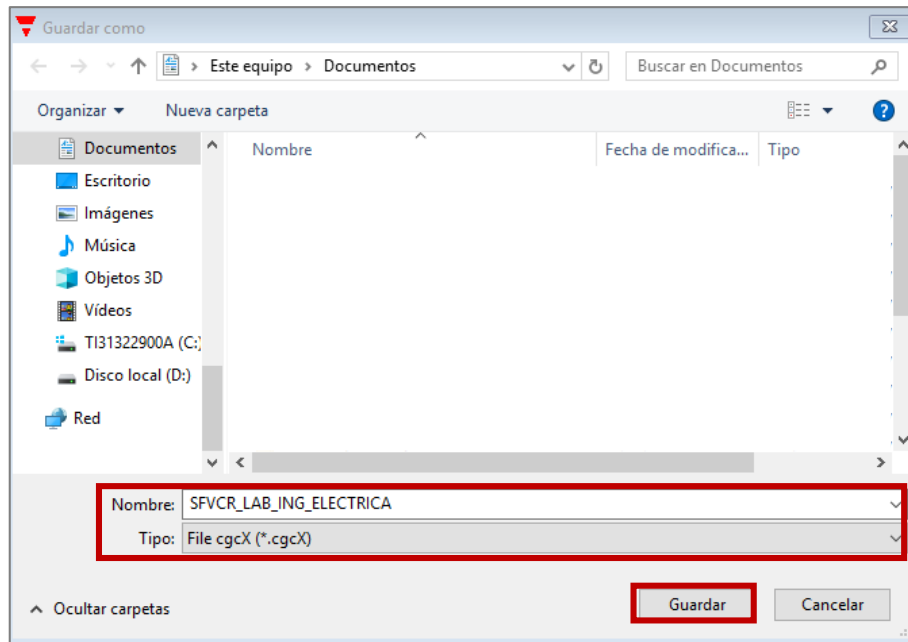 Guardar como
Este equipo > Documentos
Buscar en Documentos
Organizar
Nueva carpeta
?
Documentos
Nombre
Fecha de modifica...
Tipo
Escritorio
Imágenes
Música
Objetos 3D
Vídeos
TI31322900A (C:)
Disco local (D:)
Red
Nombre: SFVCR_LAB_ING_ELECTRICA
Tipo: File cgcX (*.cgcX)
Ocultar carpetas
Guardar
Cancelar